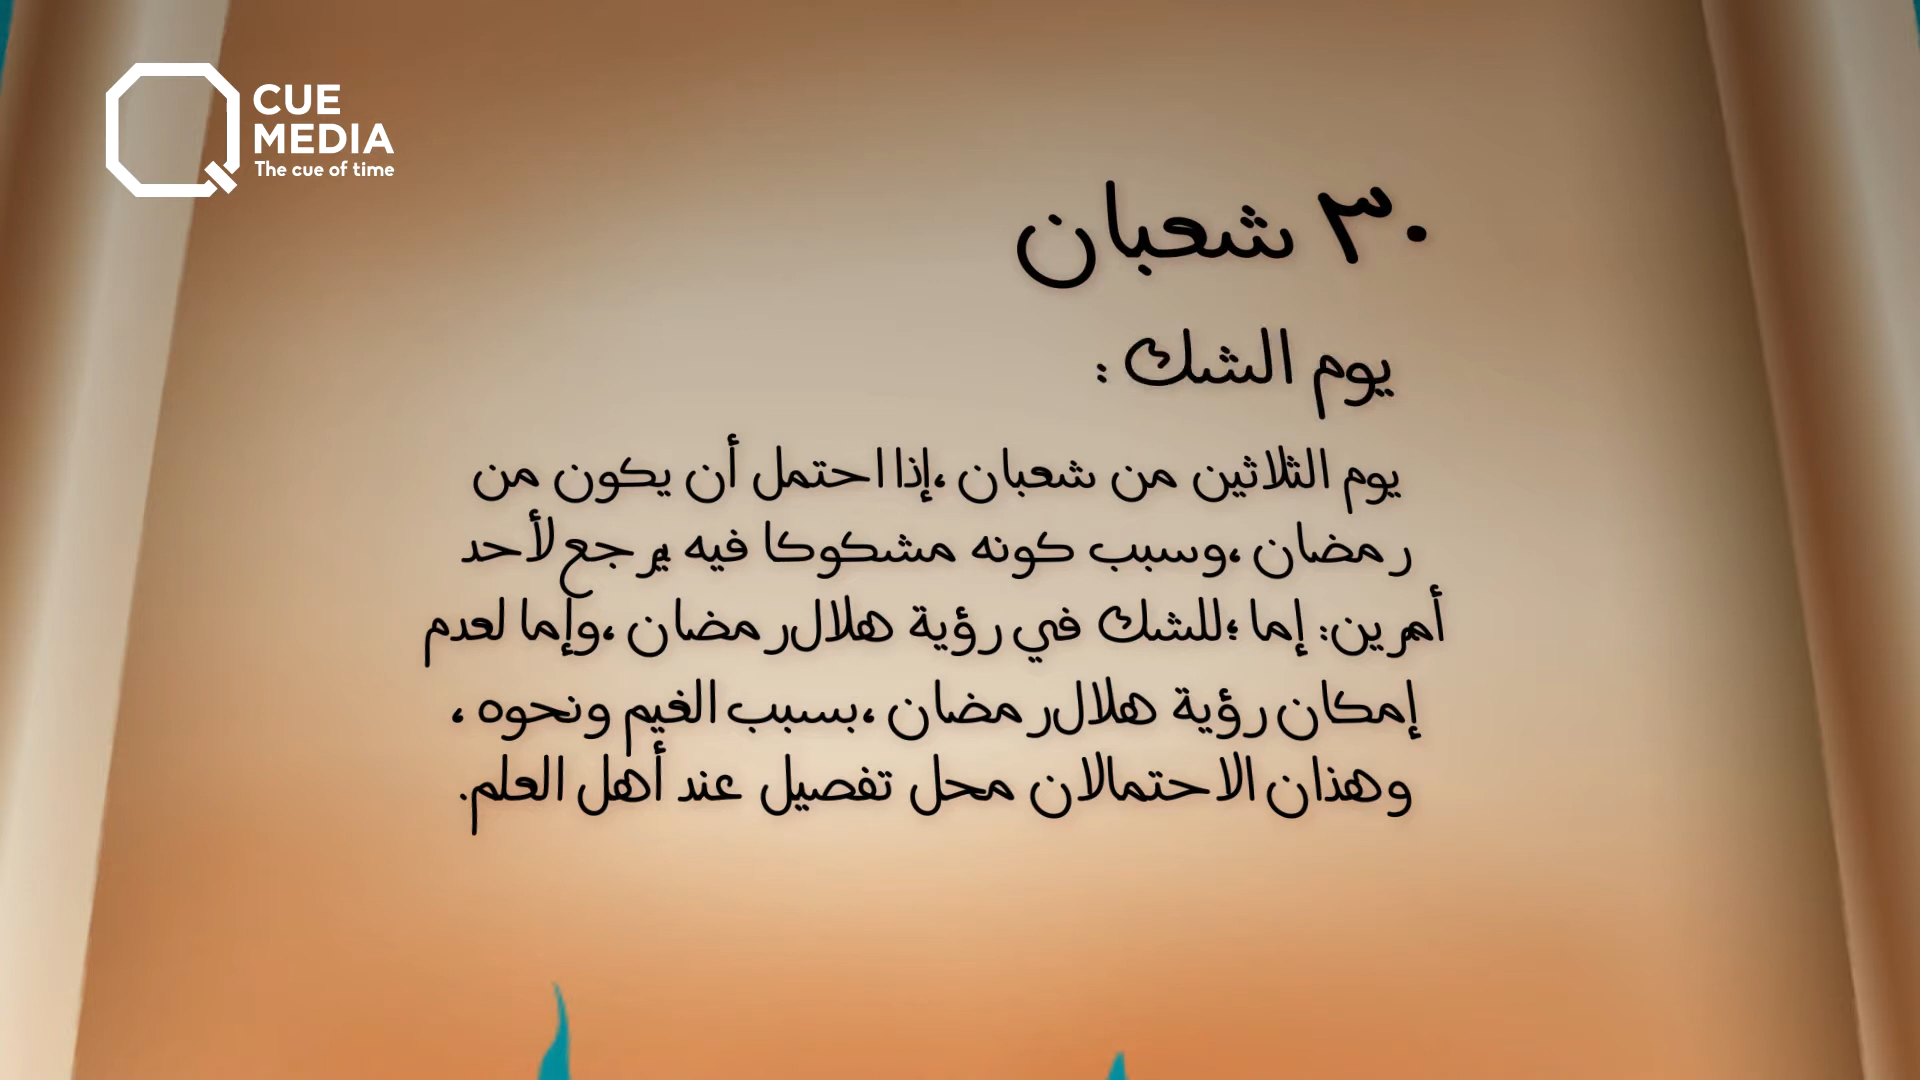 CUE
MEDIA
The cue of time
٣٠ شعبان
يوم الشك :
يوم الثلاثين من شعبان ،إذا احتمل أن يكون من
رمضان ،وسبب كونه مشكوكا فيه يرجع لأحد
أمرين: إما ؛للشك في رؤية هلال رمضان ،وإما لعدم
إمكان رؤية هلال رمضان ،بسبب الغيم ونحوه ،
وهذان الاحتمالان محل تفصيل عند أهل العلم.